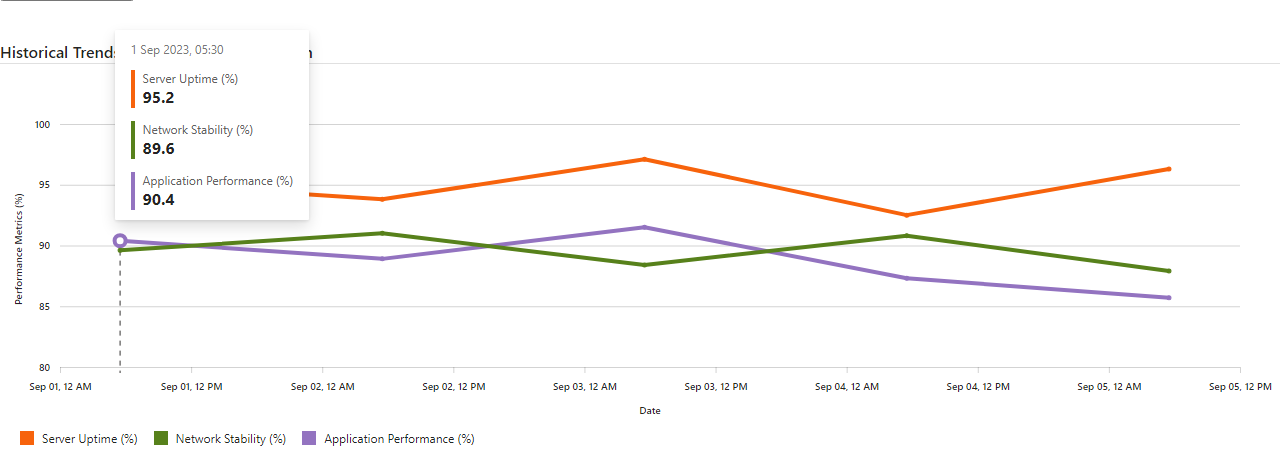 Historical Trends
1 Sep 2023, 05:30
Server Uptime (%)
95.2
Network Stability (%)
89.6
Application Performance (%)
90.4
Performance Metrics (%)
100
95
90
85
80
Sep 01, 12 AM
Sep 01, 12 PM
Sep 02, 12 AM
Sep 02, 12 PM
Sep 03, 12 AM
Sep 03, 12 PM
Sep 04, 12 AM
Sep 04, 12 PM
Sep 05, 12 AM
Sep 05, 12 PM
Date
Server Uptime (%)
Network Stability (%)
Application Performance (%)